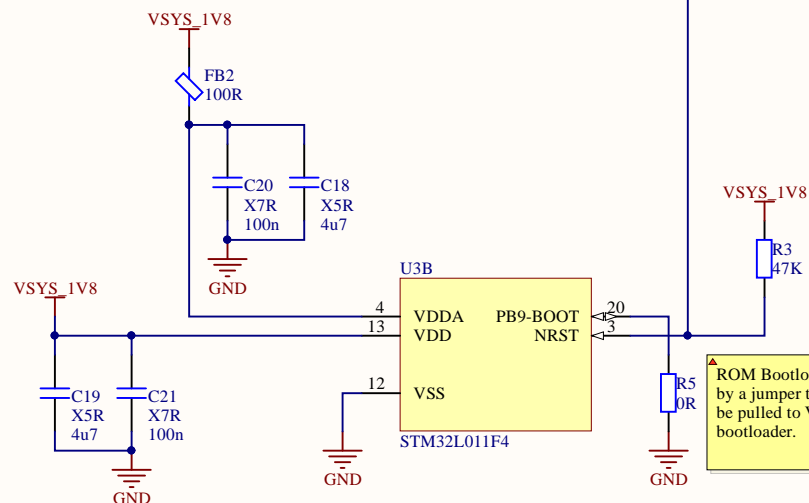 VSYS_1V8
FB2
100R
C20
X7R
100n
C18
X5R
4u7
GND
VSYS_1V8
R3
47K
U3B
VSYS_1V8
4
VDDA
PB9-BOOT
20
13
VDD
NRST
3
12
VSS
C19
X5R
4u7
C21
X7R
100n
GND
STM32L011F4
GND
R5
0R
GND
ROM Bootlo
by a jumper t
be pulled to V
bootloader.